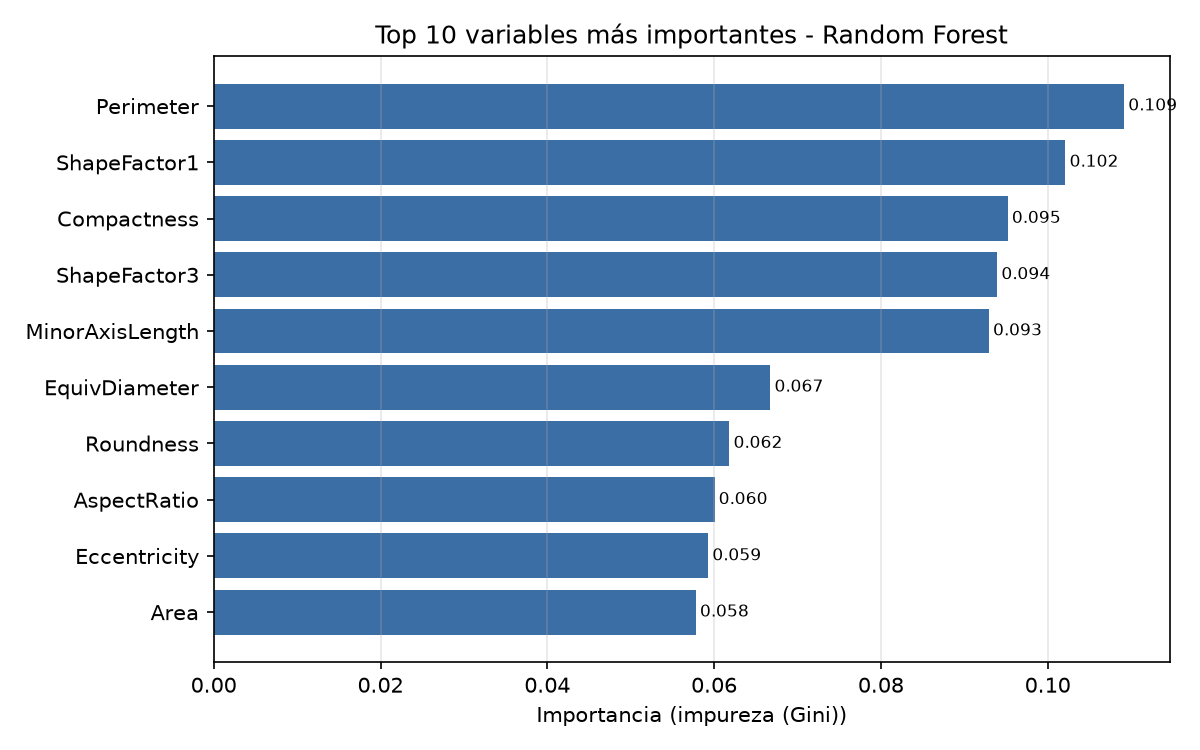 Top 10 variables más importantes - Random Forest
Perimeter 0.109
ShapeFactor1 0.102
Compactness 0.095
ShapeFactor3 0.094
MinorAxisLength 0.093
EquivDiameter 0.067
Roundness 0.062
AspectRatio 0.060
Eccentricity 0.059
Area 0.058
0.00 0.02 0.04 0.06 0.08 0.10
Importancia (impureza (Gini))